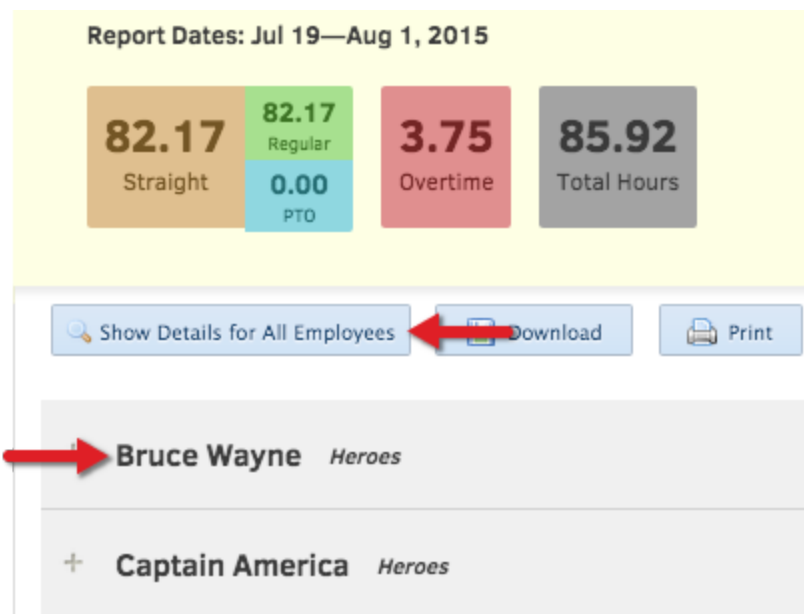 Report Dates: Jul 19—Aug 1, 2015
82.17
Straight
82.17
Regular
0.00
PTO
3.75
Overtime
85.92
Total Hours
Show Details for All Employees
Download
Print
Bruce Wayne Heroes
+ Captain America Heroes